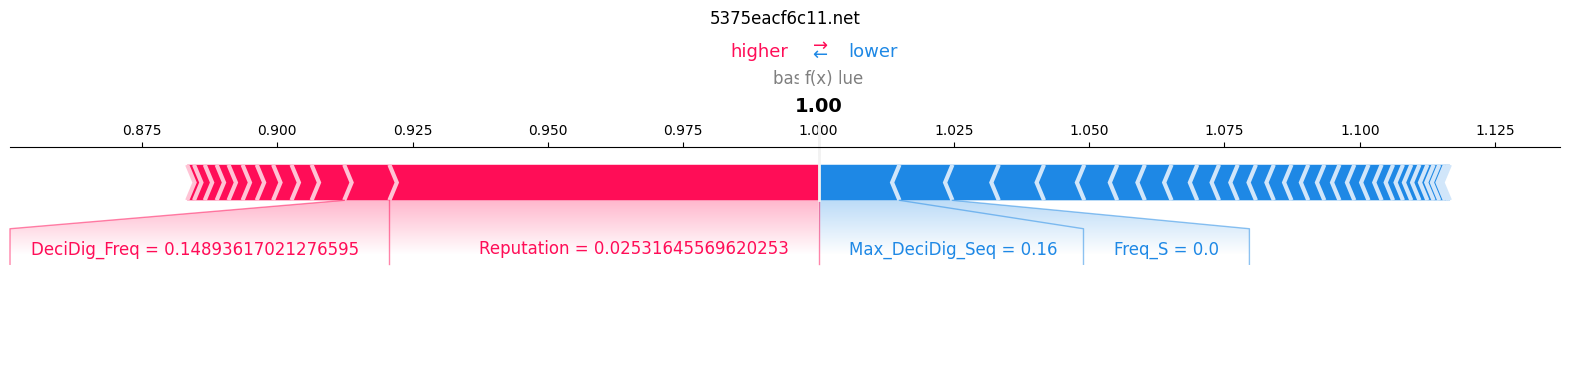 5375eacf6c11.net
higher → ← lower
bas f(x) lue
1.00
0.875 0.900 0.925 0.950 0.975 1.000 1.025 1.050 1.075 1.100 1.125
DeciDig_Freq = 0.14893617021276595 Reputation = 0.02531645569620253 Max_DeciDig_Seq = 0.16 Freq_S = 0.0